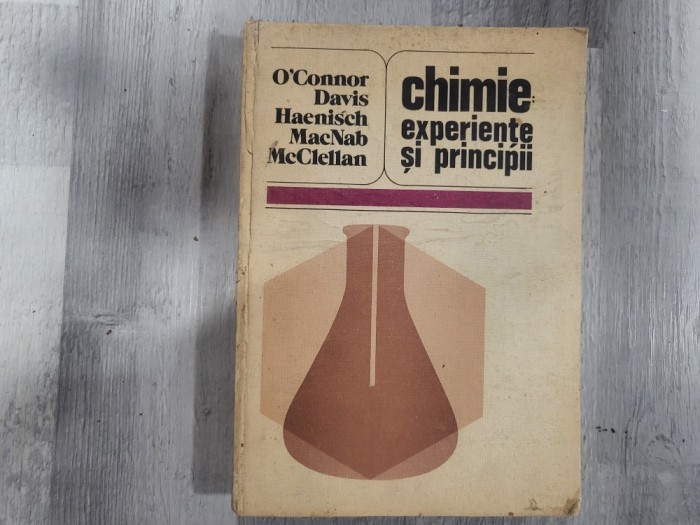 O'Connor
Davis
Haenisch
MacNab
McClellan
chimie:
experiențe
și principii